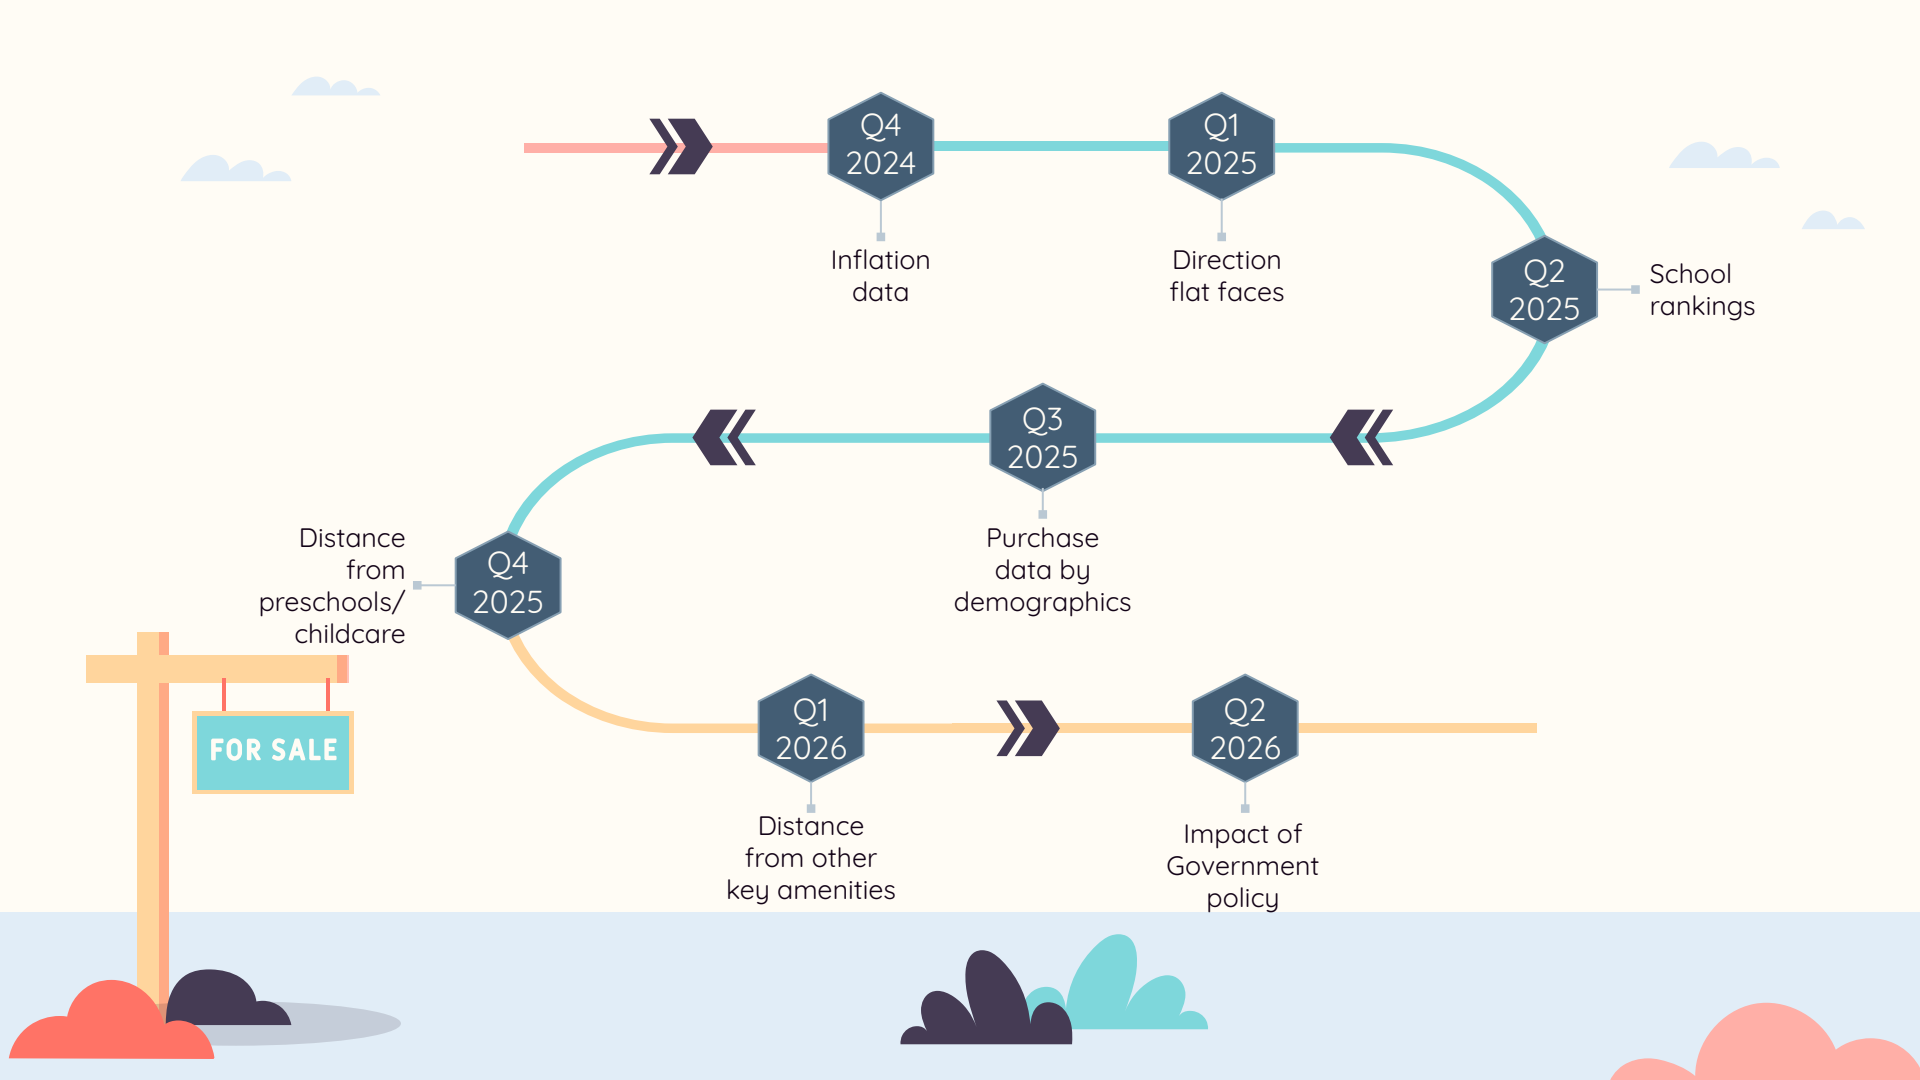 Q4
2024
Inflation
data
Q1
2025
Direction
flat faces
Q2
2025
School
rankings
Q3
2025
Purchase
data by
demographics
Q4
2025
Distance
from
preschools/
childcare
Q1
2026
Distance
from other
key amenities
Q2
2026
Impact of
Government
policy
FOR SALE